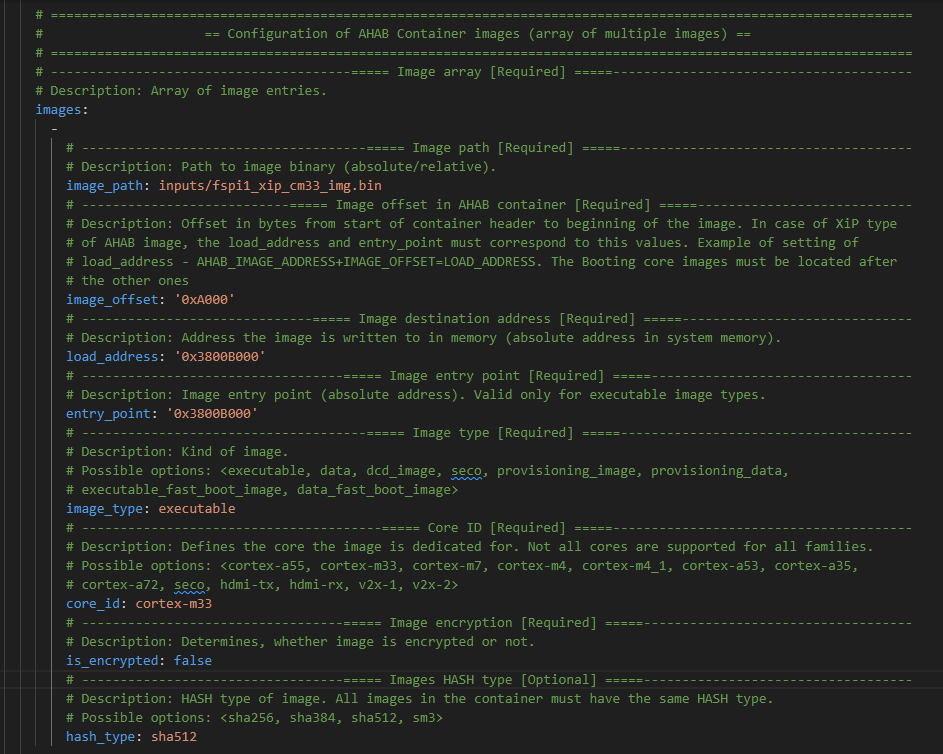 # ================================================================================================================
# == Configuration of AHAB Container images (array of multiple images) ==
# ================================================================================================================
# ---------------------------------------===== Image array [Required] =====---------------------------------------
# Description: Array of image entries.
images:
-
# -------------------------------------===== Image path [Required] =====--------------------------------------
# Description: Path to image binary (absolute/relative).
image_path: inputs/fspi1_xip_cm33_img.bin
# ---------------------------===== Image offset in AHAB container [Required] =====----------------------------
# Description: Offset in bytes from start of container header to beginning of the image. In case of XiP type
# of AHAB image, the load_address and entry_point must correspond to this values. Example of setting of
# load_address - AHAB_IMAGE_ADDRESS+IMAGE_OFFSET=LOAD_ADDRESS. The Booting core images must be located after
# the other ones
image_offset: '0xA000'
# ------------------------------===== Image destination address [Required] =====------------------------------
# Description: Address the image is written to in memory (absolute address in system memory).
load_address: '0x3800B000'
# ----------------------------------===== Image entry point [Required] =====----------------------------------
# Description: Image entry point (absolute address). Valid only for executable image types.
entry_point: '0x3800B000'
# -------------------------------------===== Image type [Required] =====--------------------------------------
# Description: Kind of image.
# Possible options: <executable, data, dcd_image, seco, provisioning_image, provisioning_data,
# executable_fast_boot_image, data_fast_boot_image>
image_type: executable
# ---------------------------------------===== Core ID [Required] =====---------------------------------------
# Description: Defines the core the image is dedicated for. Not all cores are supported for all families.
# Possible options: <cortex-a55, cortex-m33, cortex-m7, cortex-m4, cortex-m4_1, cortex-a53, cortex-a35,
# cortex-a72, seco, hdmi-tx, hdmi-rx, v2x-1, v2x-2>
core_id: cortex-m33
# ----------------------------------===== Image encryption [Required] =====-----------------------------------
# Description: Determines, whether image is encrypted or not.
is_encrypted: false
# ----------------------------------===== Images HASH type [Optional] =====-----------------------------------
# Description: HASH type of image. All images in the container must have the same HASH type.
# Possible options: <sha256, sha384, sha512, sm3>
hash_type: sha512